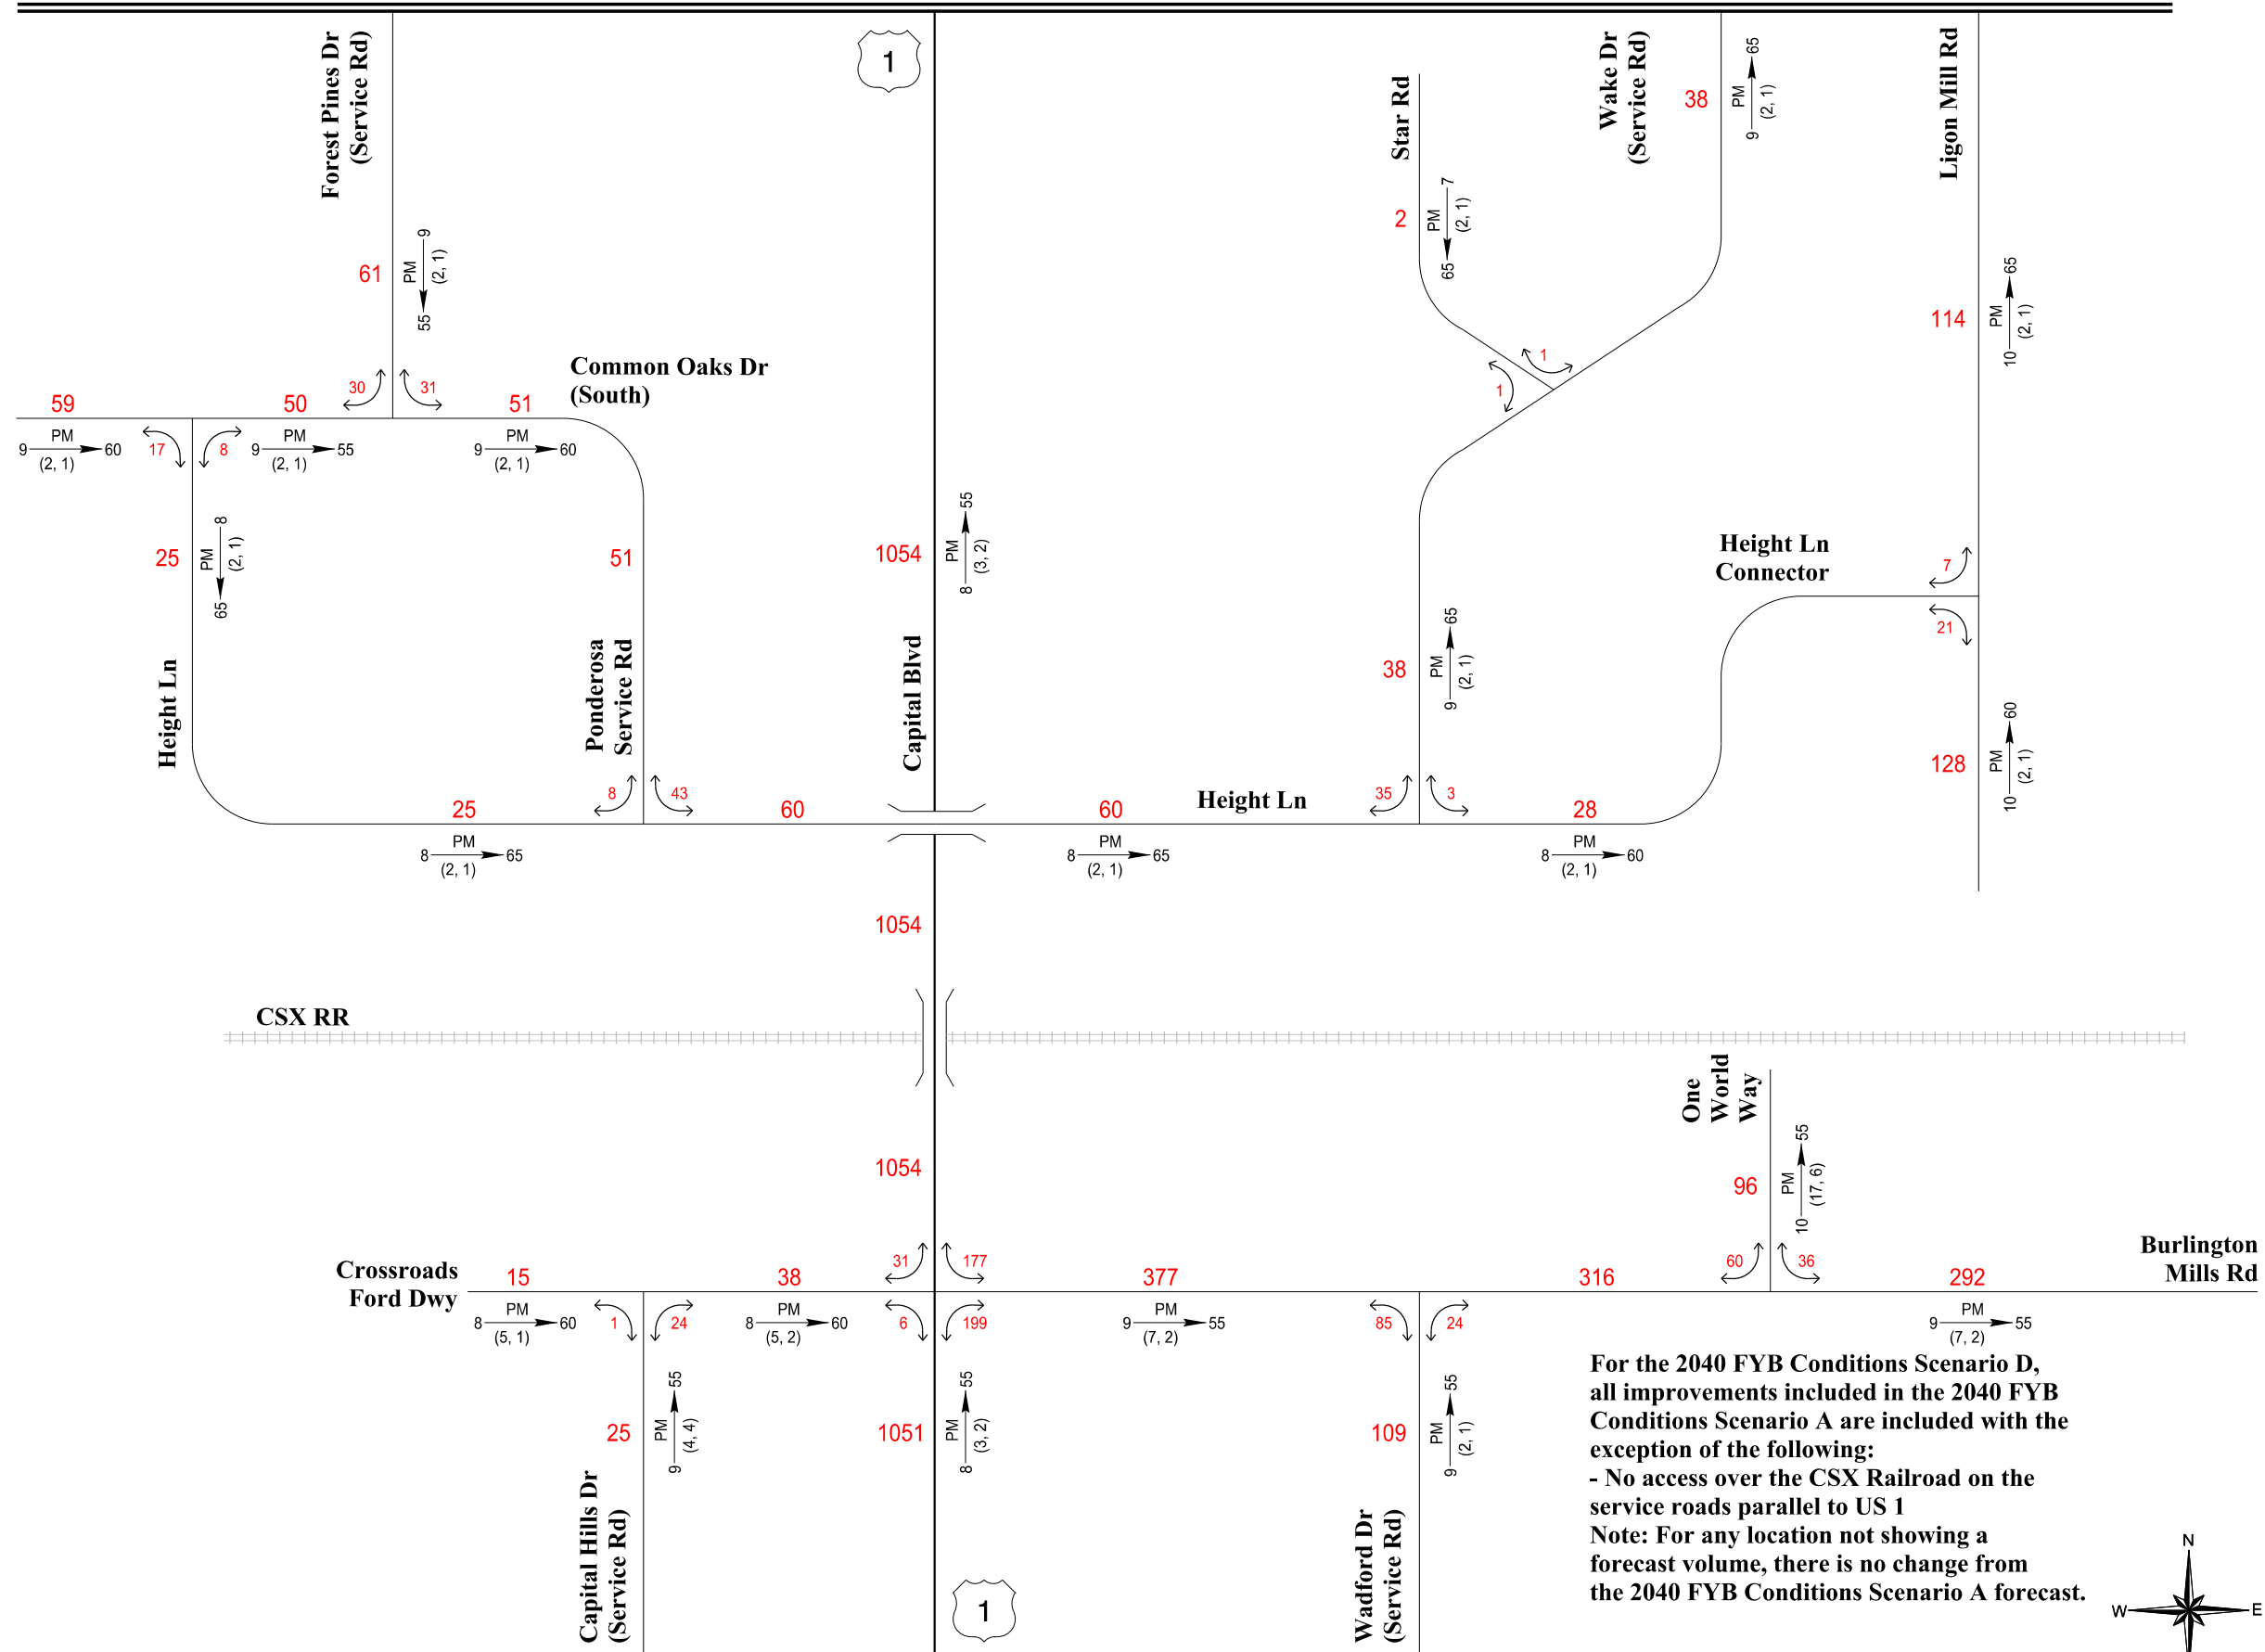 Forest Pines Dr
(Service Rd)
1
Star Rd
Wake Dr
(Service Rd)
Ligon Mill Rd
38
9 PM 65
(2, 1)
2
7 PM 65
(2, 1)
61
9 PM 55
(2, 1)
114
10 PM 65
(2, 1)
1
1
Common Oaks Dr
(South)
59
50
30
31
51
9 PM 60
(2, 1)
17
8
9 PM 55
(2, 1)
9 PM 60
(2, 1)
25
8 PM 65
(2, 1)
51
1054
8 PM 55
(3, 2)
Height Ln
Connector
7
21
Height Ln
Ponderosa
Service Rd
Capital Blvd
38
9 PM 65
(2, 1)
128
10 PM 60
(2, 1)
25
8
43
60
60
Height Ln
35
3
28
8 PM 65
(2, 1)
8 PM 65
(2, 1)
8 PM 60
(2, 1)
1054
CSX RR
1054
One
World
Way
96
10 PM 55
(17, 6)
Crossroads
Ford Dwy
15
38
31
177
377
316
60
36
292
Burlington
Mills Rd
8 PM 60
(5, 1)
1
24
8 PM 60
(5, 2)
6
199
9 PM 55
(7, 2)
85
24
9 PM 55
(7, 2)
25
9 PM 55
(4, 4)
1051
8 PM 55
(3, 2)
109
9 PM 55
(2, 1)
Capital Hills Dr
(Service Rd)
1
Wadford Dr
(Service Rd)
For the 2040 FYB Conditions Scenario D,
all improvements included in the 2040 FYB
Conditions Scenario A are included with the
exception of the following:
- No access over the CSX Railroad on the
service roads parallel to US 1
Note: For any location not showing a
forecast volume, there is no change from
the 2040 FYB Conditions Scenario A forecast.
N
W
E